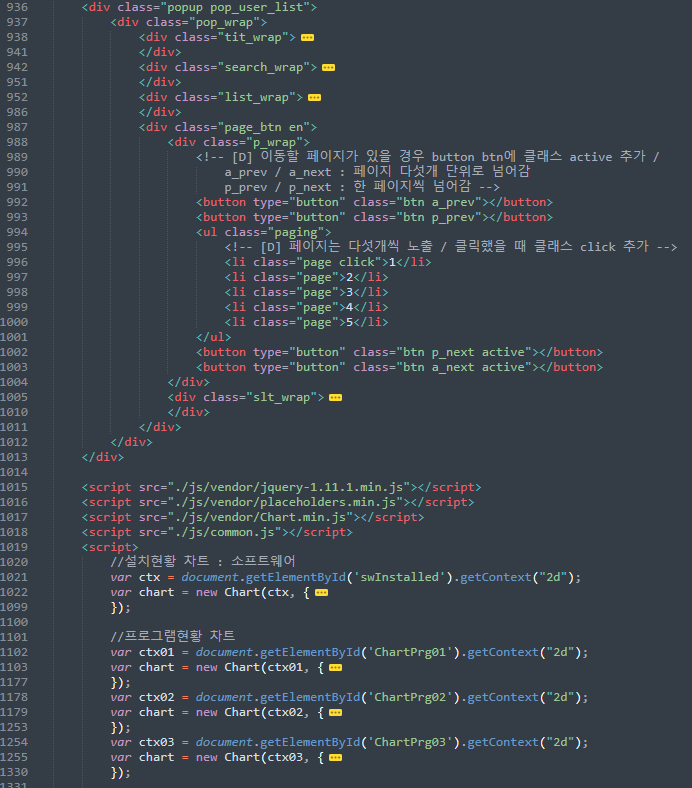 936 <div class="popup pop_user_list">
937 <div class="pop_wrap">
938 <div class="tit_wrap">
941 </div>
942 <div class="search_wrap">
951 </div>
952 <div class="list_wrap">
986 </div>
987 <div class="page_btn en">
988 <div class="p_wrap">
989 <!-- [D] 이동할 페이지가 있을 경우 button btn에 클래스 active 추가 /
990 a_prev / a_next : 페이지 다섯개 단위로 넘어감
991 p_prev / p_next : 한 페이지씩 넘어감 -->
992 <button type="button" class="btn a_prev"></button>
993 <button type="button" class="btn p_prev"></button>
994 <ul class="paging">
995 <!-- [D] 페이지는 다섯개씩 노출 / 클릭했을 때 클래스 click 추가 -->
996 <li class="page click">1</li>
997 <li class="page">2</li>
998 <li class="page">3</li>
999 <li class="page">4</li>
1000 <li class="page">5</li>
1001 </ul>
1002 <button type="button" class="btn p_next active"></button>
1003 <button type="button" class="btn a_next active"></button>
1004 </div>
1005 <div class="slt_wrap">
1010 </div>
1011 </div>
1012 </div>
1013 </div>
1014
1015 <script src="./js/vendor/jquery-1.11.1.min.js"></script>
1016 <script src="./js/vendor/placeholders.min.js"></script>
1017 <script src="./js/vendor/Chart.min.js"></script>
1018 <script src="./js/common.js"></script>
1019 <script>
1020 //설치현황 차트 : 소프트웨어
1021 var ctx = document.getElementById('swInstalled').getContext("2d");
1022 var chart = new Chart(ctx, {
1099 });
1100
1101 //프로그램현황 차트
1102 var ctx01 = document.getElementById('ChartPrg01').getContext("2d");
1103 var chart = new Chart(ctx01, {
1177 });
1178 var ctx02 = document.getElementById('ChartPrg02').getContext("2d");
1179 var chart = new Chart(ctx02, {
1253 });
1254 var ctx03 = document.getElementById('ChartPrg03').getContext("2d");
1255 var chart = new Chart(ctx03, {
1330 });
1331